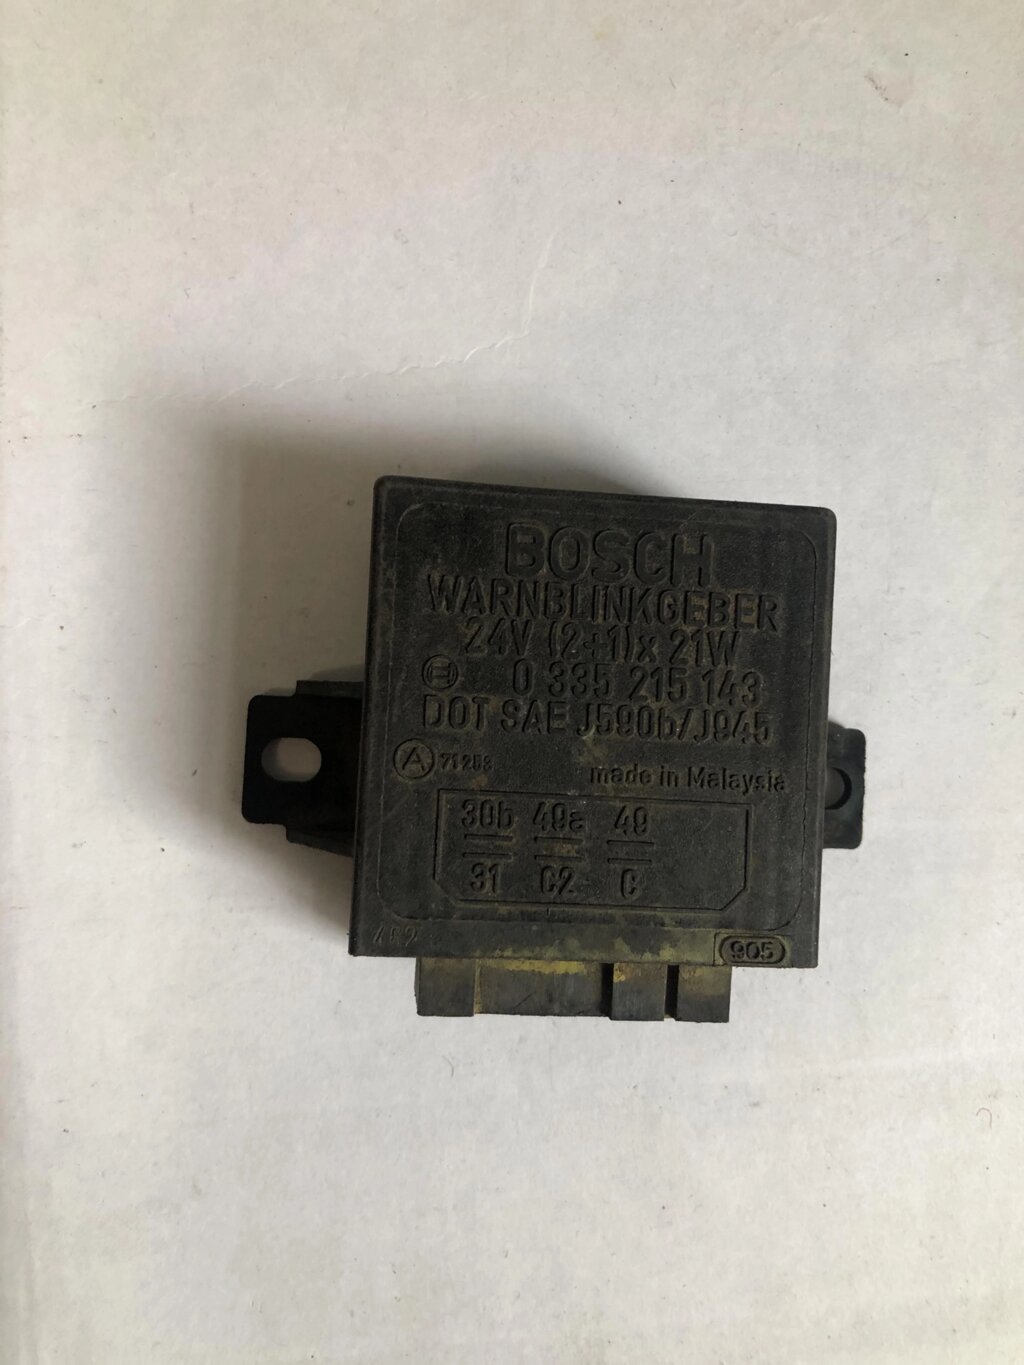 BOSCH
WARNBLINKGEBER
24V (2+1)x 21W
0 335 215 143
DOT SAE J590b/J945
A 71253
made in Malaysia
30b 49a 49
31 C2 C
905